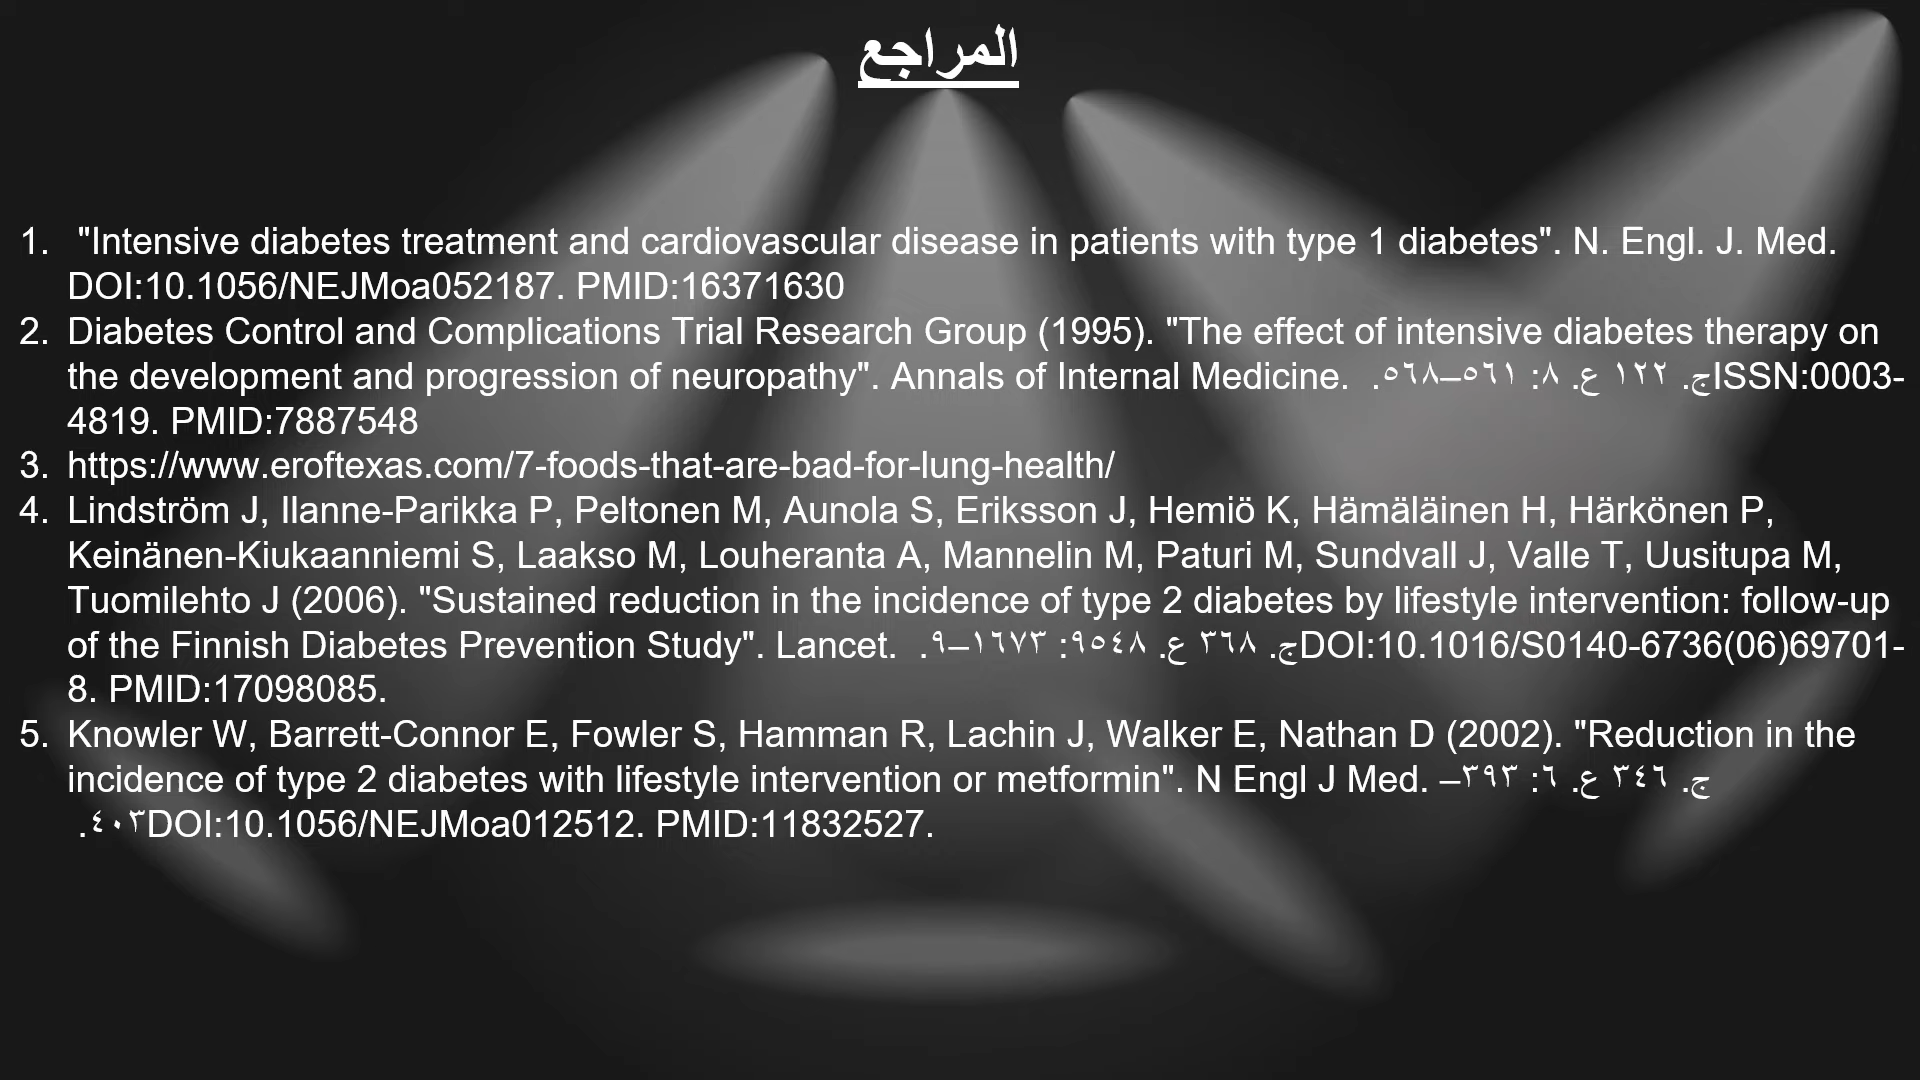 المراجع
1. "Intensive diabetes treatment and cardiovascular disease in patients with type 1 diabetes". N. Engl. J. Med.
DOI:10.1056/NEJMoa052187. PMID:16371630
2. Diabetes Control and Complications Trial Research Group (1995). "The effect of intensive diabetes therapy on
the development and progression of neuropathy". Annals of Internal Medicine. ج. ١٢٢ ع. ٨: ٥٦١–٥٦٨. ISSN:0003-
4819. PMID:7887548
3. https://www.eroftexas.com/7-foods-that-are-bad-for-lung-health/
4. Lindström J, Ilanne-Parikka P, Peltonen M, Aunola S, Eriksson J, Hemiö K, Hämäläinen H, Härkönen P,
Keinänen-Kiukaanniemi S, Laakso M, Louheranta A, Mannelin M, Paturi M, Sundvall J, Valle T, Uusitupa M,
Tuomilehto J (2006). "Sustained reduction in the incidence of type 2 diabetes by lifestyle intervention: follow-up
of the Finnish Diabetes Prevention Study". Lancet. ج. ٣٦٨ ع. ٩٥٤٨: ١٦٧٣–٩. DOI:10.1016/S0140-6736(06)69701-
8. PMID:17098085.
5. Knowler W, Barrett-Connor E, Fowler S, Hamman R, Lachin J, Walker E, Nathan D (2002). "Reduction in the
incidence of type 2 diabetes with lifestyle intervention or metformin". N Engl J Med. ج. ٣٤٦ ع. ٦: ٣٩٣–
٤٠٣. DOI:10.1056/NEJMoa012512. PMID:11832527.